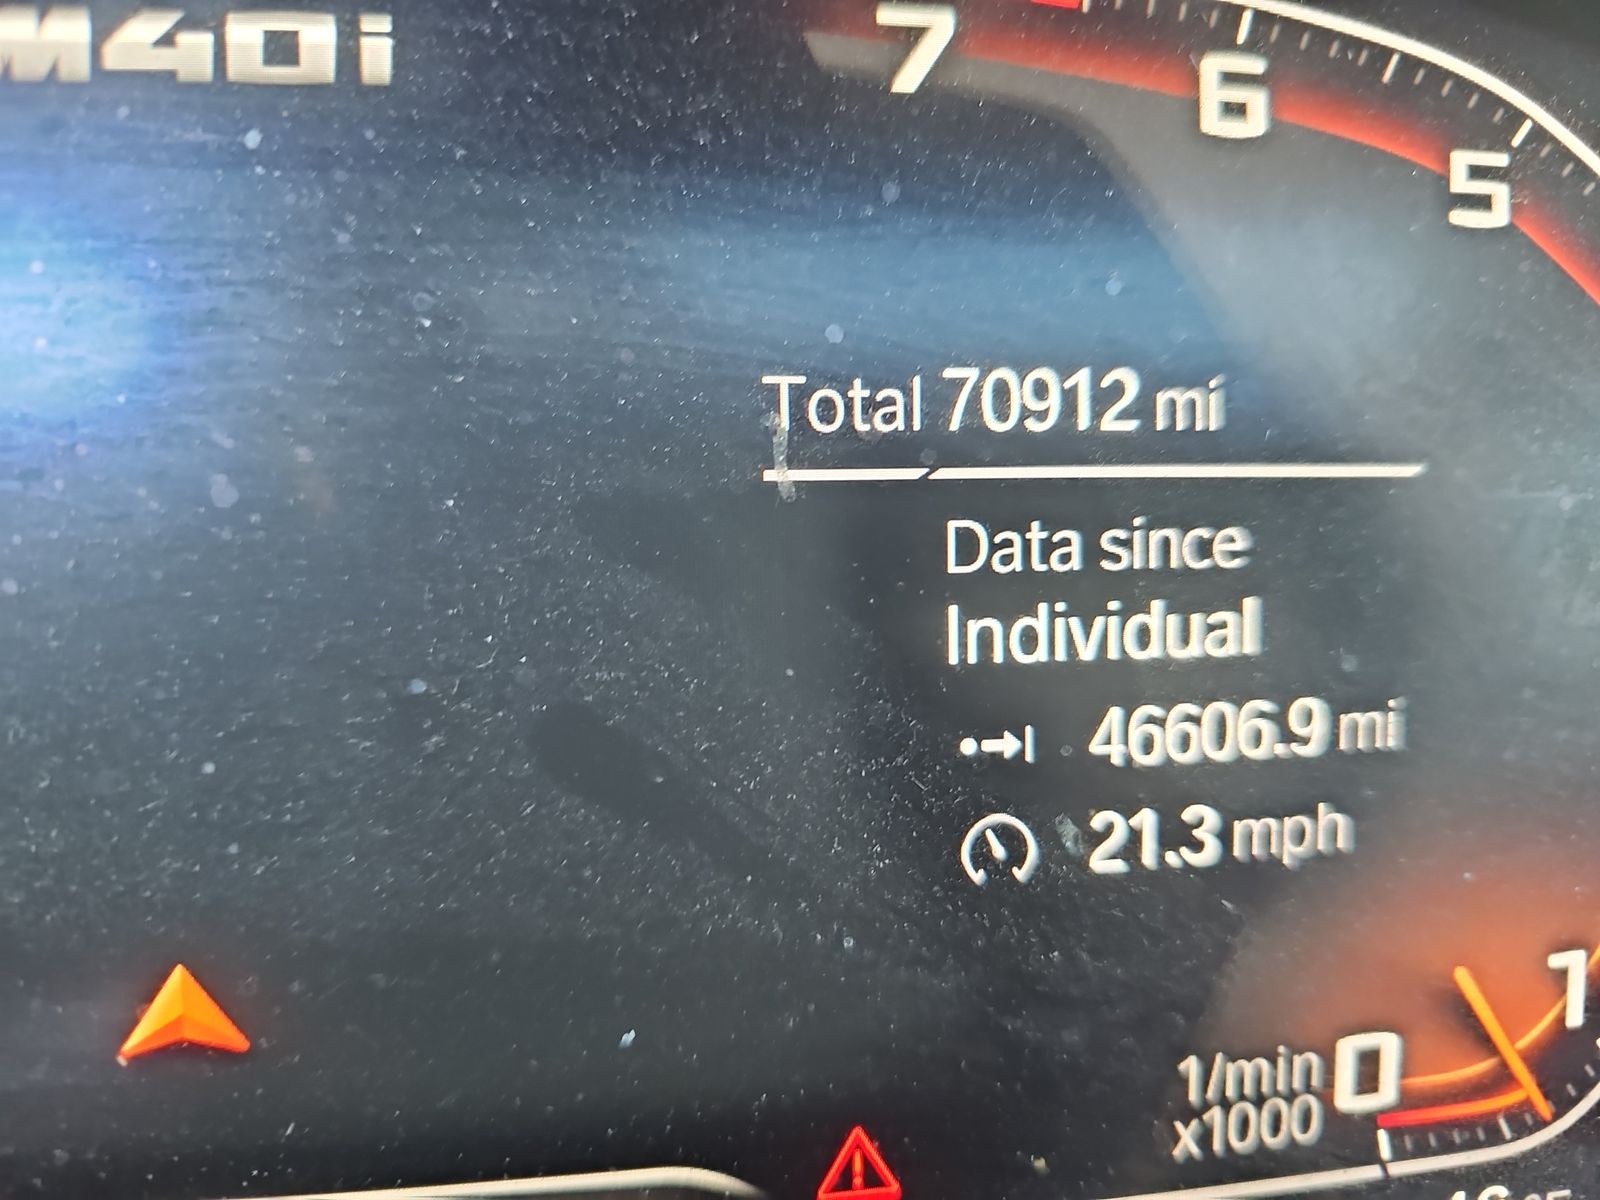 M40i
7
6
5
Total 70912 mi
Data since
Individual
46606.9 mi
21.3 mph
1
1/min 0
x1000